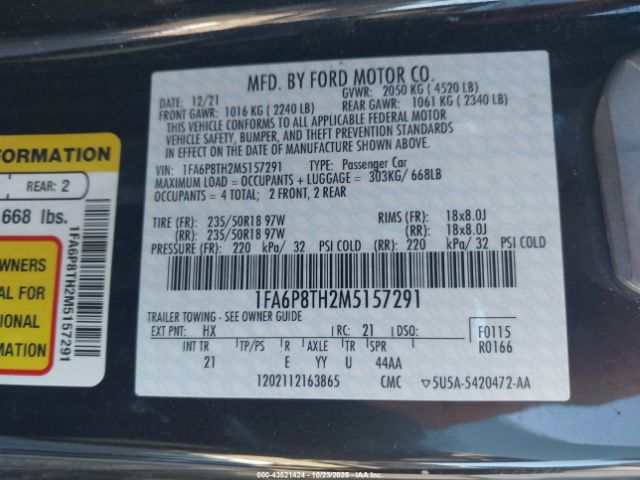 MFD. BY FORD MOTOR CO.
DATE: 12/21 GVWR: 2050 KG ( 4520 LB)
FRONT GAWR: 1016 KG ( 2240 LB) REAR GAWR: 1061 KG ( 2340 LB)
THIS VEHICLE CONFORMS TO ALL APPLICABLE FEDERAL MOTOR
VEHICLE SAFETY, BUMPER, AND THEFT PREVENTION STANDARDS
IN EFFECT ON THE DATE OF MANUFACTURE SHOWN ABOVE.
VIN: 1FA6P8TH2M5157291 TYPE: Passenger Car
MAXIMUM LOAD = OCCUPANTS + LUGGAGE = 303KG/ 668LB
OCCUPANTS = 4 TOTAL; 2 FRONT, 2 REAR
TIRE (FR): 235/50R18 97W RIMS (FR): 18x8.0J
(RR): 235/50R18 97W (RR): 18x8.0J
PRESSURE (FR): 220 kPa/ 32 PSI COLD (RR): 220 kPa/ 32 PSI COLD
1FA6P8TH2M5157291
TRAILER TOWING - SEE OWNER GUIDE
EXT PNT: HX RC: 21 DSO: F0115
R0166
INT TR TP/PS R AXLE TR SPR
21 E YY U 44AA
1202112163865 CMC 5U5A-5420472-AA
FORMATION
REAR: 2
668 lbs.
1FA6P8TH2M5157291
OWNERS
AL FOR
IONAL
MATION
000-43521424 | 10/23/2025 - IAA Inc.